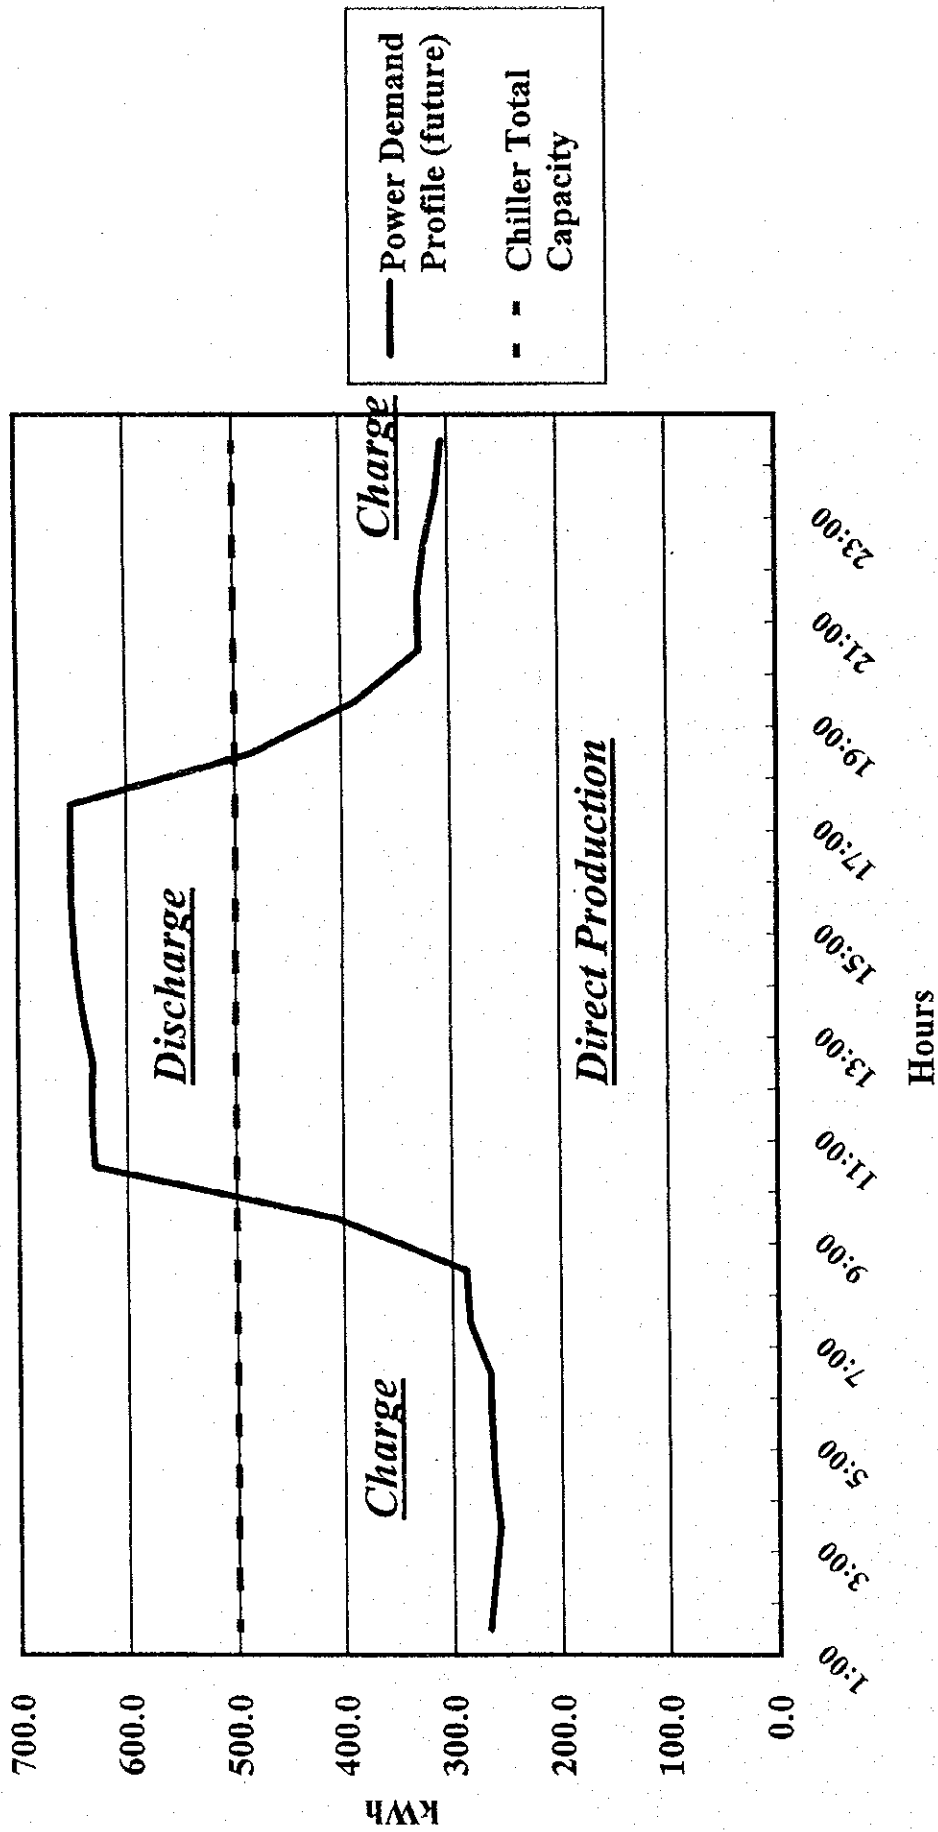 700.0
600.0
500.0
400.0
300.0
200.0
100.0
0.0
kWh
Charge
Discharge
Charge
Direct Production
1:00
3:00
5:00
7:00
9:00
11:00
13:00
15:00
17:00
19:00
21:00
23:00
Hours
Power Demand
Profile (future)
Chiller Total
Capacity